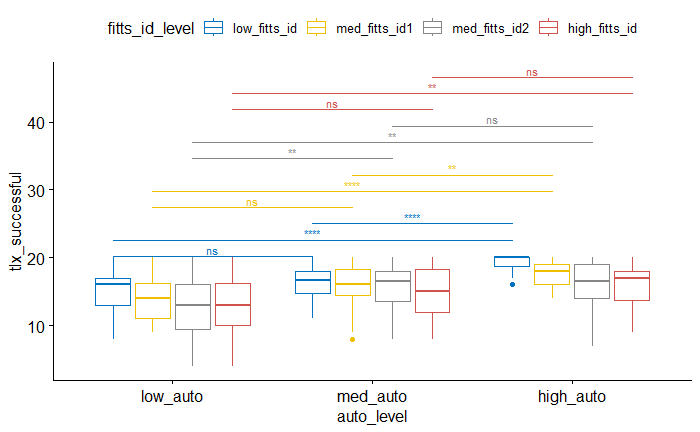 fitts_id_level low_fitts_id med_fitts_id1 med_fitts_id2 high_fitts_id
ns
**
ns
ns
**
**
**
****
ns
****
****
ns
tlx_successful
40
30
20
10
low_auto med_auto high_auto
auto_level